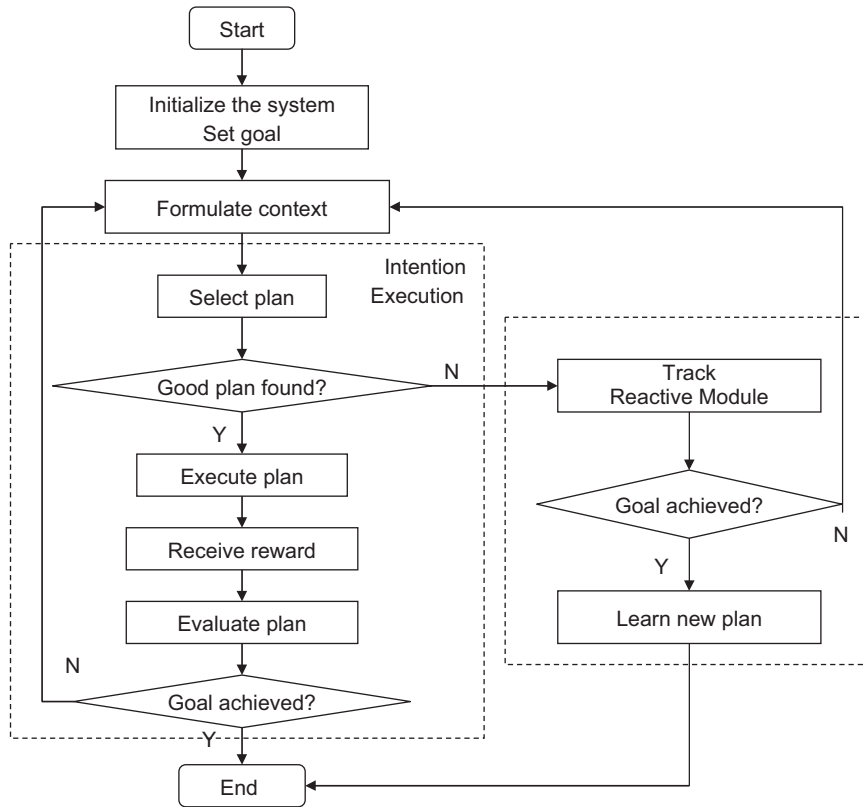 Start
Initialize the system
Set goal
Formulate context
Intention
Execution
Select plan
Good plan found?
N
Track
Reactive Module
Y
Execute plan
Goal achieved?
N
Receive reward
Y
Learn new plan
Evaluate plan
N
Goal achieved?
Y
End